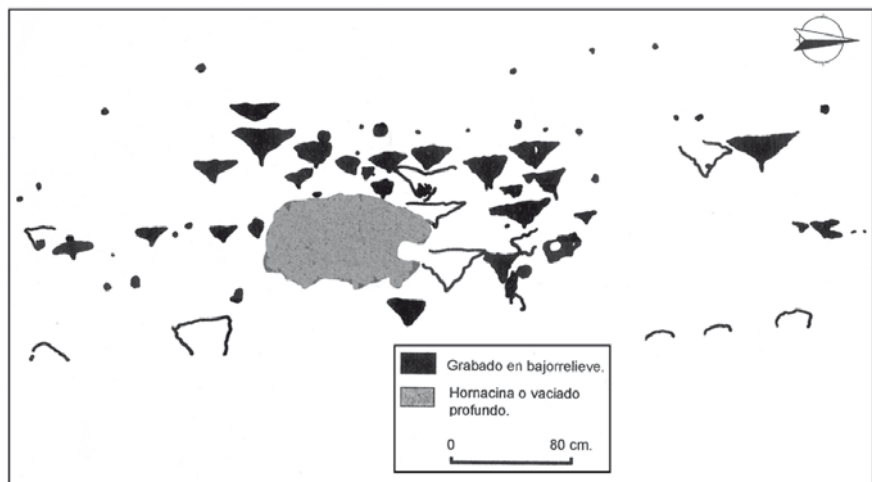 Grabado en bajorrelieve.
Hornacina o vaciado
profundo.
0 80 cm.